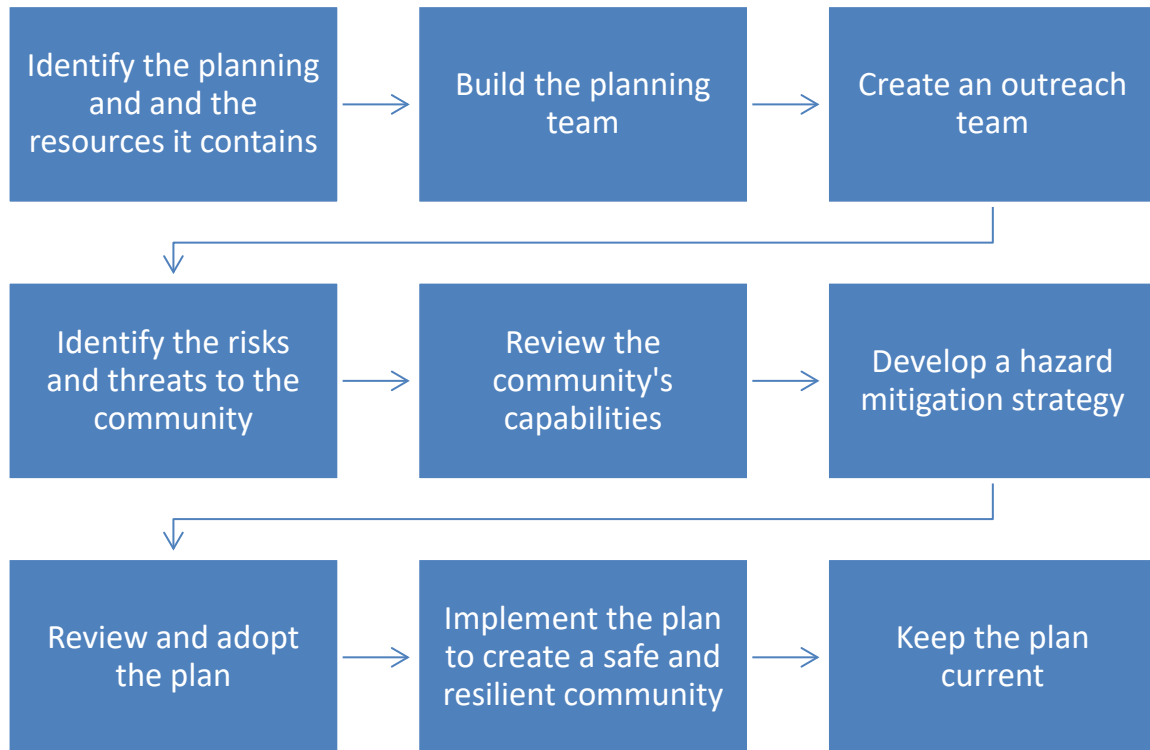 Identify the planning
and and the
resources it contains
Build the planning
team
Create an outreach
team
Identify the risks
and threats to the
community
Review the
community's
capabilities
Develop a hazard
mitigation strategy
Review and adopt
the plan
Implement the plan
to create a safe and
resilient community
Keep the plan
current